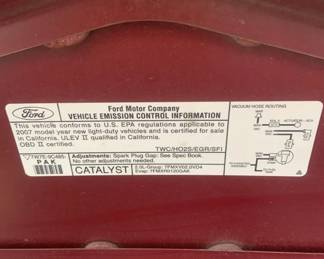 Ford
Ford Motor Company
VEHICLE EMISSION CONTROL INFORMATION
VACUUM HOSE ROUTING
This vehicle conforms to U.S. EPA regulations applicable to
2007 model year new light-duty vehicles and is certified for sale
in California. ULEV II qualified in California.
OBD II certified.
TWC/HO2S/EGR/SFI
7W7E-9C485-
PAK
Adjustments: Spark Plug Gap: See Spec Book.
No Other Adjustments Needed.
CATALYST